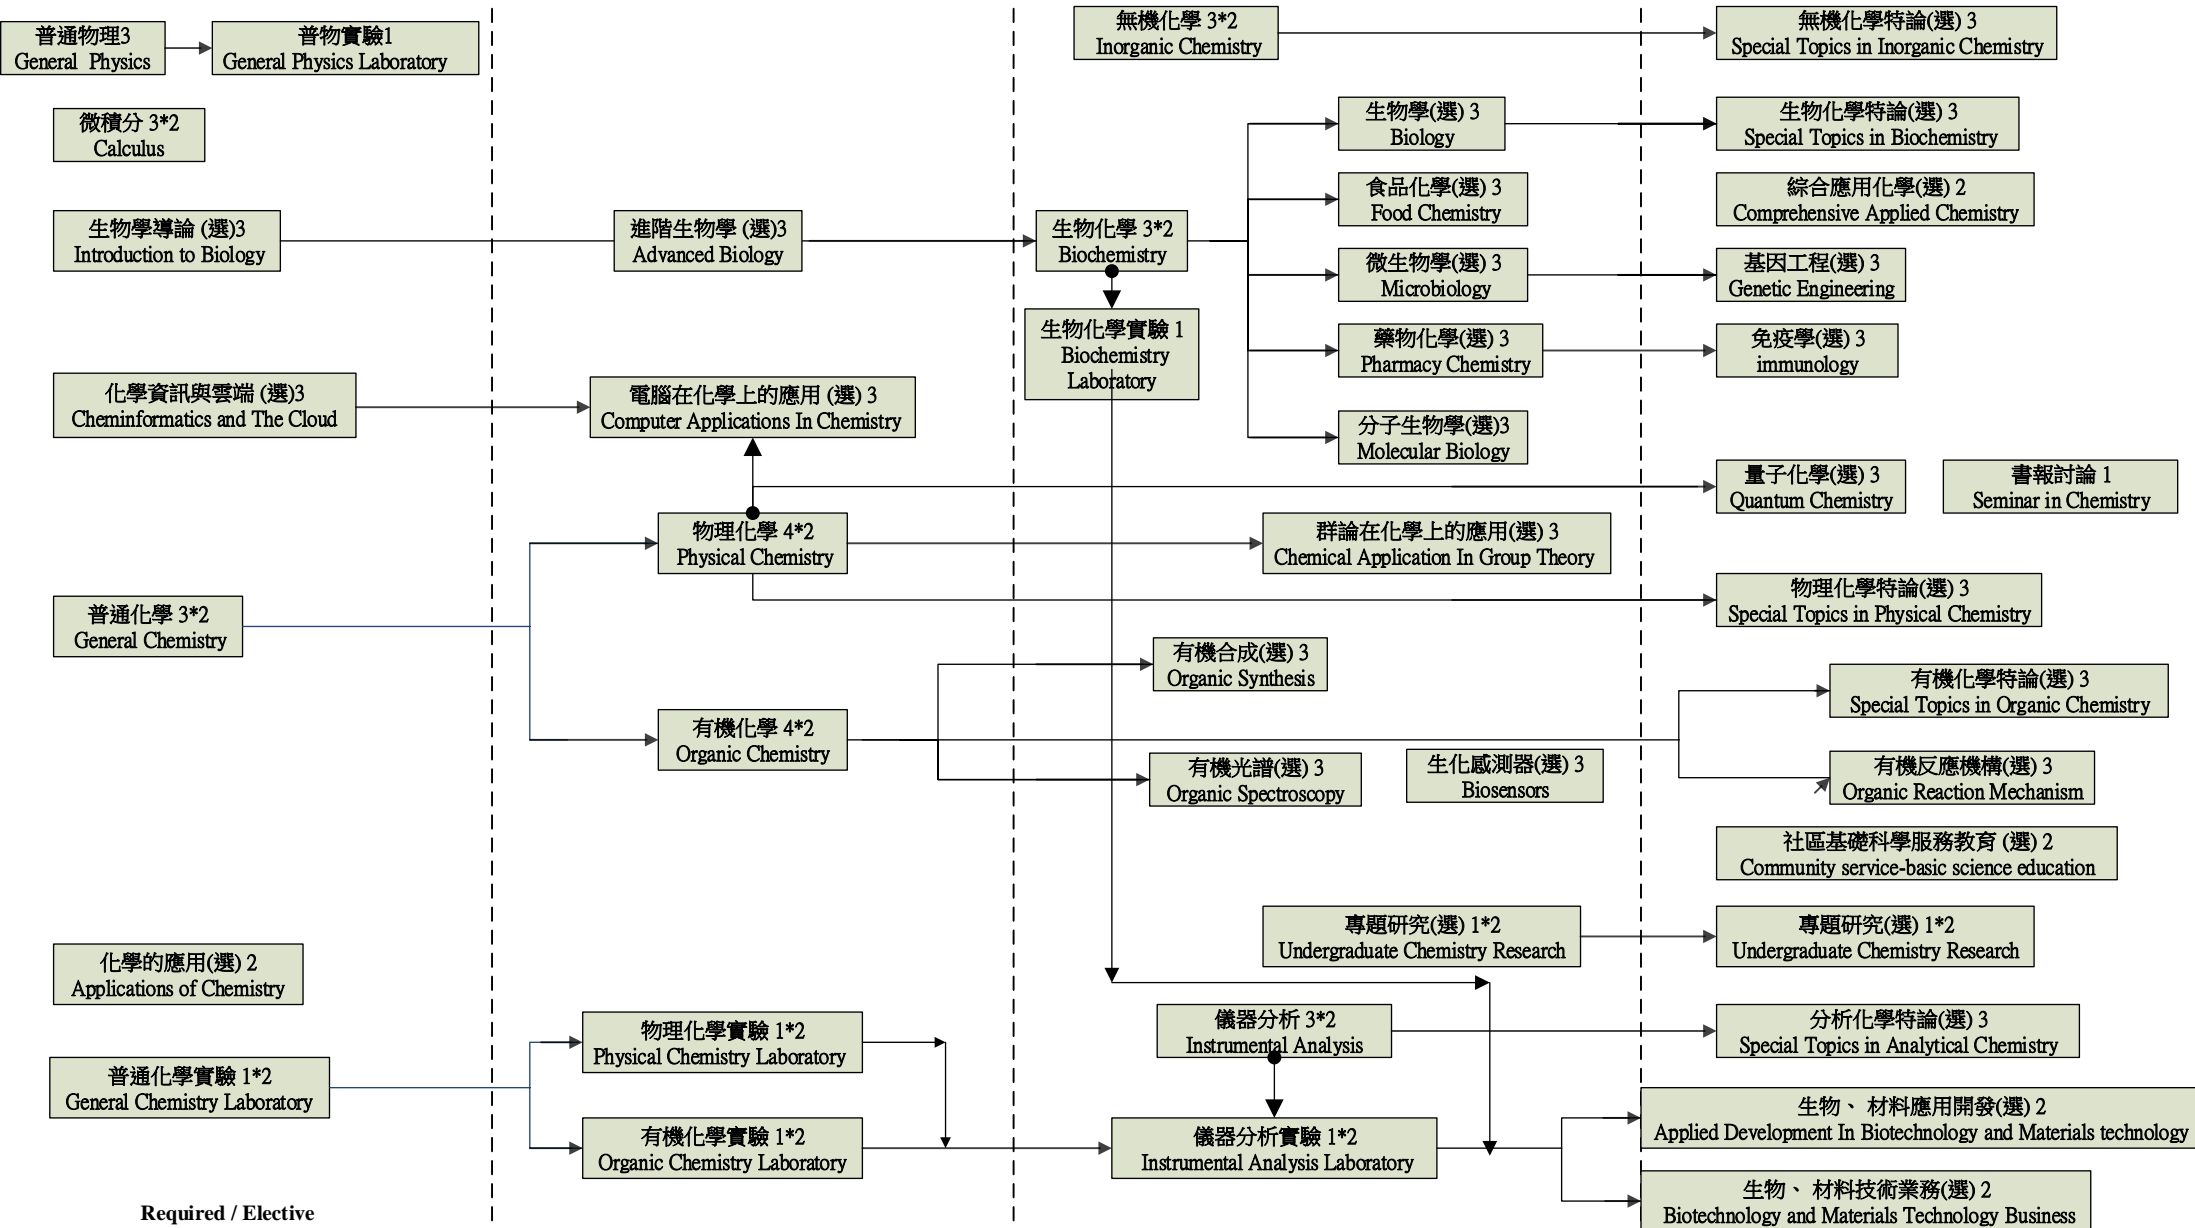 普通物理3
General Physics
普物實驗1
General Physics Laboratory
微積分 3*2
Calculus
生物學導論 (選)3
Introduction to Biology
化學資訊與雲端 (選)3
Cheminformatics and The Cloud
普通化學 3*2
General Chemistry
化學的應用(選) 2
Applications of Chemistry
普通化學實驗 1*2
General Chemistry Laboratory
Required / Elective
進階生物學 (選)3
Advanced Biology
電腦在化學上的應用 (選) 3
Computer Applications In Chemistry
物理化學 4*2
Physical Chemistry
有機化學 4*2
Organic Chemistry
物理化學實驗 1*2
Physical Chemistry Laboratory
有機化學實驗 1*2
Organic Chemistry Laboratory
無機化學 3*2
Inorganic Chemistry
生物化學 3*2
Biochemistry
生物化學實驗 1
Biochemistry
Laboratory
生物學(選) 3
Biology
食品化學(選) 3
Food Chemistry
微生物學(選) 3
Microbiology
藥物化學(選) 3
Pharmacy Chemistry
分子生物學(選)3
Molecular Biology
群論在化學上的應用(選) 3
Chemical Application In Group Theory
有機合成(選) 3
Organic Synthesis
有機光譜(選) 3
Organic Spectroscopy
生化感測器(選) 3
Biosensors
專題研究(選) 1*2
Undergraduate Chemistry Research
儀器分析 3*2
Instrumental Analysis
儀器分析實驗 1*2
Instrumental Analysis Laboratory
無機化學特論(選) 3
Special Topics in Inorganic Chemistry
生物化學特論(選) 3
Special Topics in Biochemistry
綜合應用化學(選) 2
Comprehensive Applied Chemistry
基因工程(選) 3
Genetic Engineering
免疫學(選) 3
immunology
量子化學(選) 3
Quantum Chemistry
書報討論 1
Seminar in Chemistry
物理化學特論(選) 3
Special Topics in Physical Chemistry
有機化學特論(選) 3
Special Topics in Organic Chemistry
有機反應機構(選) 3
Organic Reaction Mechanism
社區基礎科學服務教育 (選) 2
Community service-basic science education
專題研究(選) 1*2
Undergraduate Chemistry Research
分析化學特論(選) 3
Special Topics in Analytical Chemistry
生物、 材料應用開發(選) 2
Applied Development In Biotechnology and Materials technology
生物、 材料技術業務(選) 2
Biotechnology and Materials Technology Business